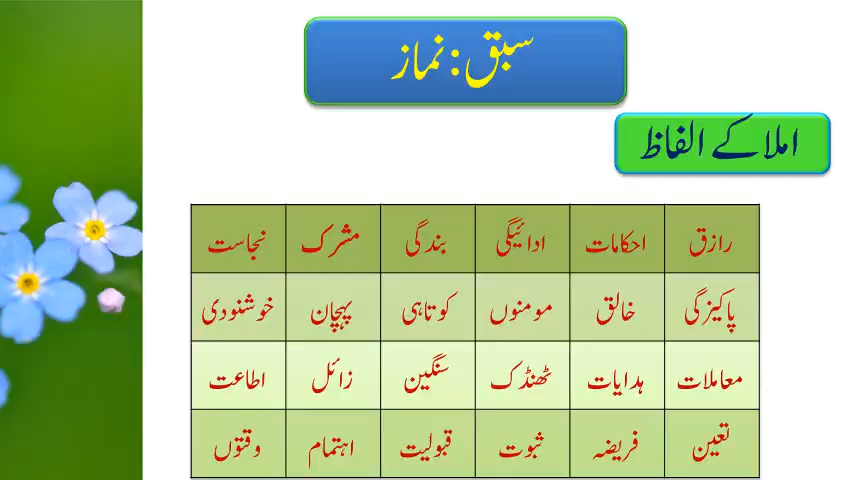 سبق:نماز
املا کے الفاظ
رازق احکامات ادائیگی بندگی مشرک نجاست
پاکیزگی خالق مومنوں کوتاہی پہچان خوشنودی
معاملات ہدایات ٹھنڈک سنگین زائل اطاعت
تعین فریضہ ثبوت قبولیت اہتمام وقتوں